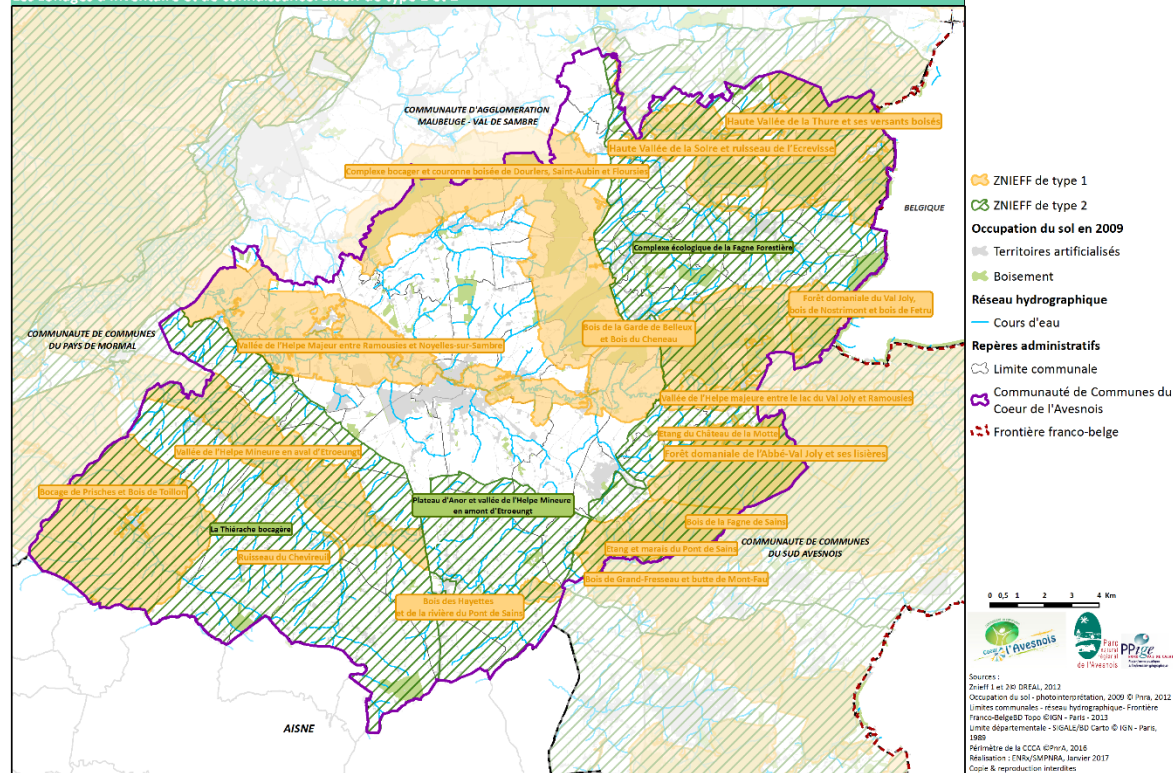 COMMUNAUTE D'AGGLOMERATION
MAUBEUGE - VAL DE SAMBRE
Haute Vallée de la Thure et ses versants boisés
Haute Vallée de la Solre et ruisseau de l'Ecrevisse
Complexe bocager et couronne boisée de Dourlers, Saint-Aubin et Floursies
BELGIQUE
Complexe écologique de la Fagne Forestière
Forêt domaniale du Val Joly,
bois de Nostrimont et bois de Fetru
COMMUNAUTE DE COMMUNES
DU PAYS DE MORMAL
Bois de la Garde de Belleux
et Bois du Cheneau
Vallée de l'Helpe Majeur entre Ramousies et Noyelles-sur-Sambre
Vallée de l'Helpe majeure entre le lac du Val Joly et Ramousies
Etang du Château de la Motte
Forêt domaniale de l'Abbé-Val Joly et ses lisières
Vallée de l'Helpe Mineure en aval d'Etroeungt
Bocage de Prisches et Bois de Toillon
Plateau d'Anor et vallée de l'Helpe Mineure
en amont d'Etroeungt
La Thiérache bocagère
Bois de la Fagne de Sains
COMMUNAUTE DE COMMUNES
DU SUD AVESNOIS
Etang et marais du Pont de Sains
Ruisseau du Chevireuil
Bois de Grand-Fresseau et butte de Mont-Fau
Bois des Hayettes
et de la rivière du Pont de Sains
AISNE
ZNIEFF de type 1
ZNIEFF de type 2
Occupation du sol en 2009
Territoires artificialisés
Boisement
Réseau hydrographique
Cours d'eau
Repères administratifs
Limite communale
Communauté de Communes du
Coeur de l'Avesnois
Frontière franco-belge
0 0,5 1 2 3 4 Km
l'Avesnois
Parc
naturel
régional
de l'Avesnois
PPige
Sources :
Znieff 1 et 2© DREAL, 2012
Occupation du sol - photointerprétation, 2009 © Pnra, 2012
Limites communales - réseau hydrographique- Frontière
Franco-BelgeBD Topo ©IGN - Paris - 2013
Limite départementale - SIGALE/BD Carto © IGN - Paris,
1989
Périmètre de la CCCA ©PnrA, 2016
Réalisation : ENRx/SMPNRA, Janvier 2017
Copie & reproduction interdites